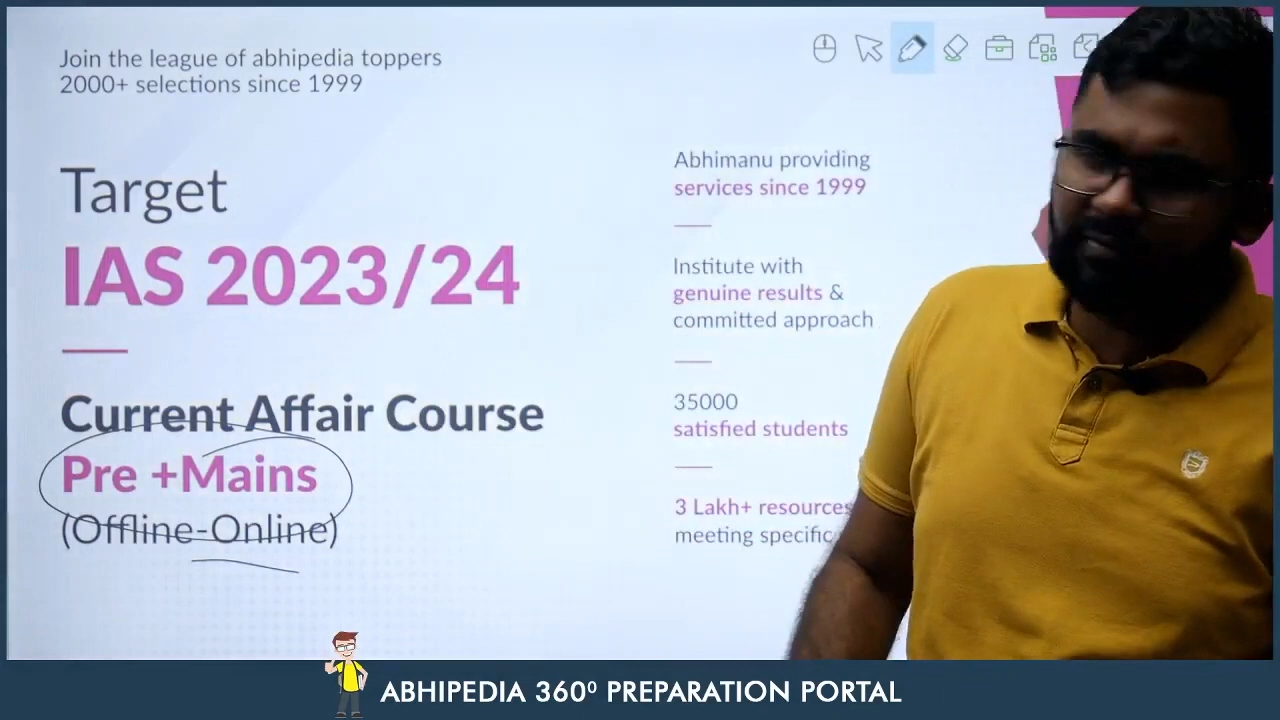 Join the league of abhipedia toppers
2000+ selections since 1999
Target
IAS 2023/24
Current Affair Course
Pre +Mains
(Offline-Online)
Abhimanu providing
services since 1999
Institute with
genuine results &
committed approach
35000
satisfied students
3 Lakh+ resources
meeting specific
ABHIPEDIA 360⁰ PREPARATION PORTAL